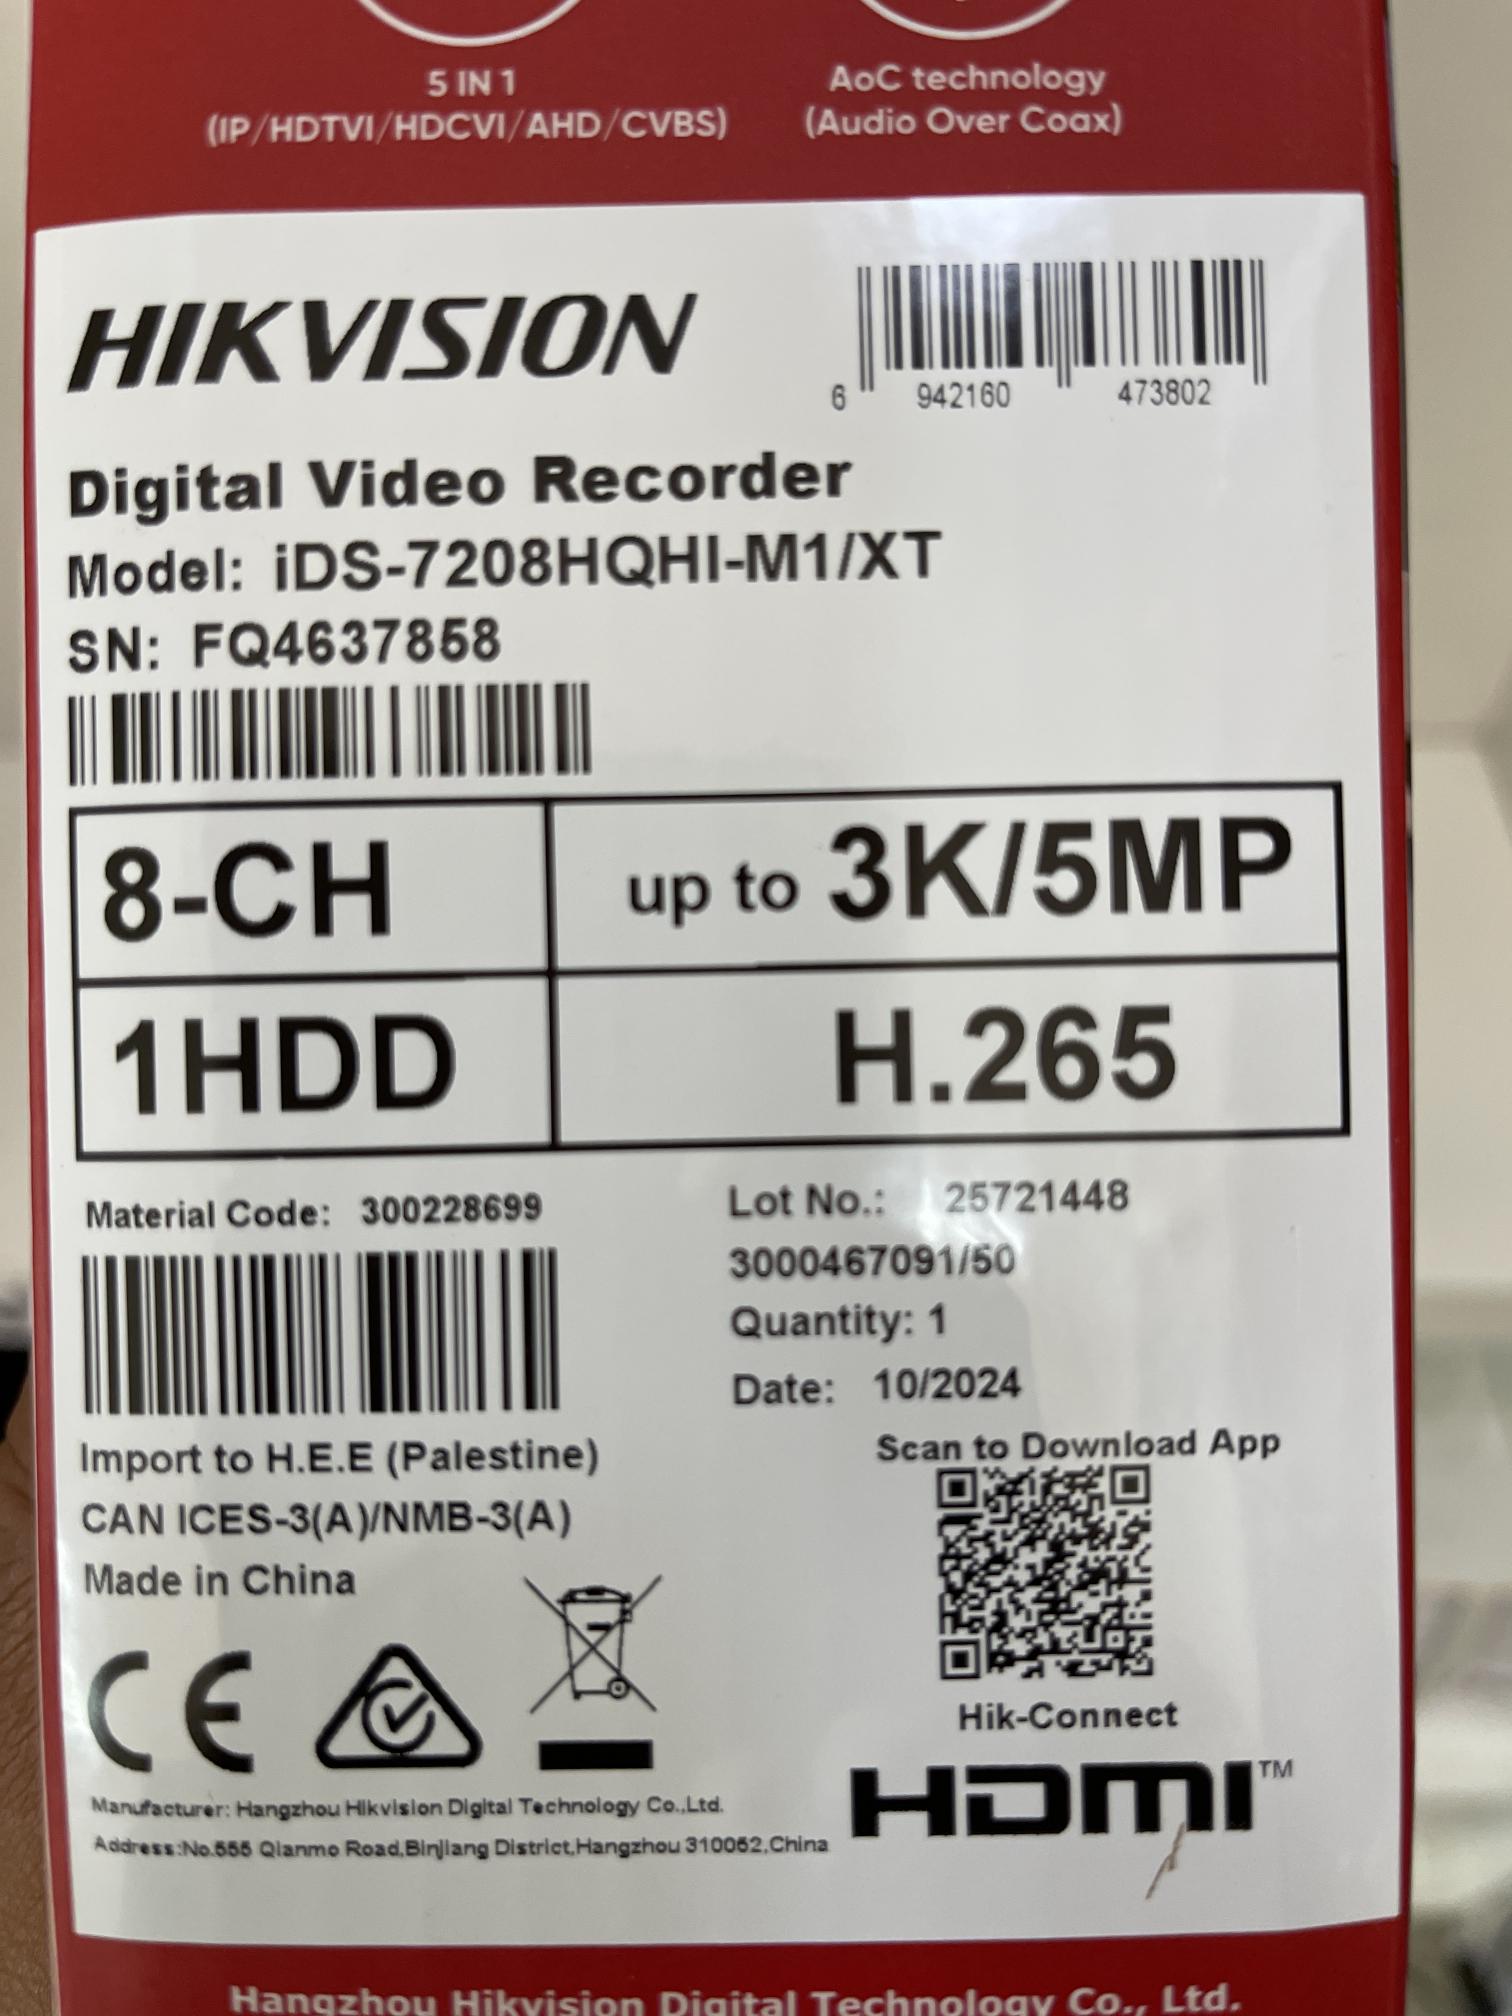 5 IN 1
(IP/HDTVI/HDCVI/AHD/CVBS)
AoC technology
(Audio Over Coax)
HIKVISION
6 942160 473802
Digital Video Recorder
Model: iDS-7208HQHI-M1/XT
SN: FQ4637858
8-CH
up to 3K/5MP
1HDD
H.265
Material Code: 300228699
Lot No.: 25721448
3000467091/50
Quantity: 1
Date: 10/2024
Import to H.E.E (Palestine)
CAN ICES-3(A)/NMB-3(A)
Made in China
Scan to Download App
Hik-Connect
CE
HDMI™
Manufacturer: Hangzhou Hikvision Digital Technology Co.,Ltd.
Address:No.555 Qianmo Road,Binjiang District,Hangzhou 310052,China
Hangzhou Hikvision Digital Technology Co., Ltd.